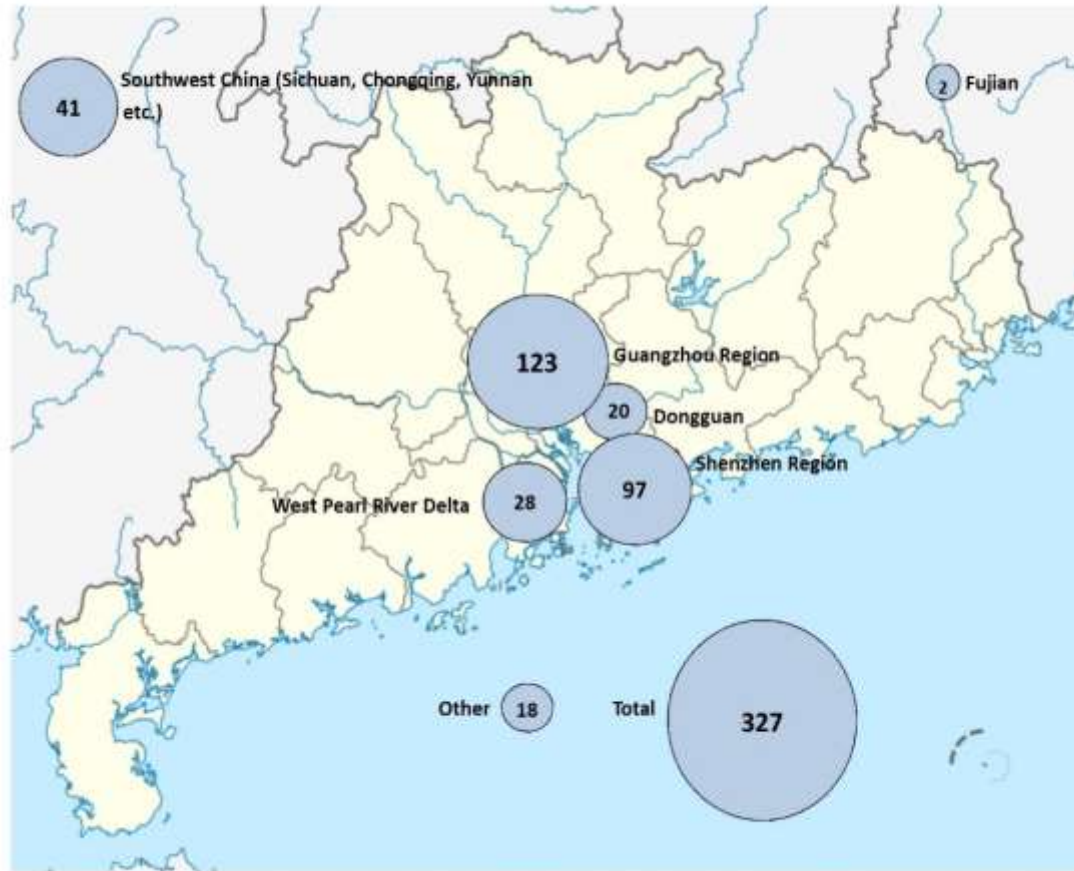 Southwest China (Sichuan, Chongqing, Yunnan
41
etc.)
2 Fujian
123
Guangzhou Region
20
Dongguan
Shenzhen Region
97
West Pearl River Delta
28
Other
18
Total
327